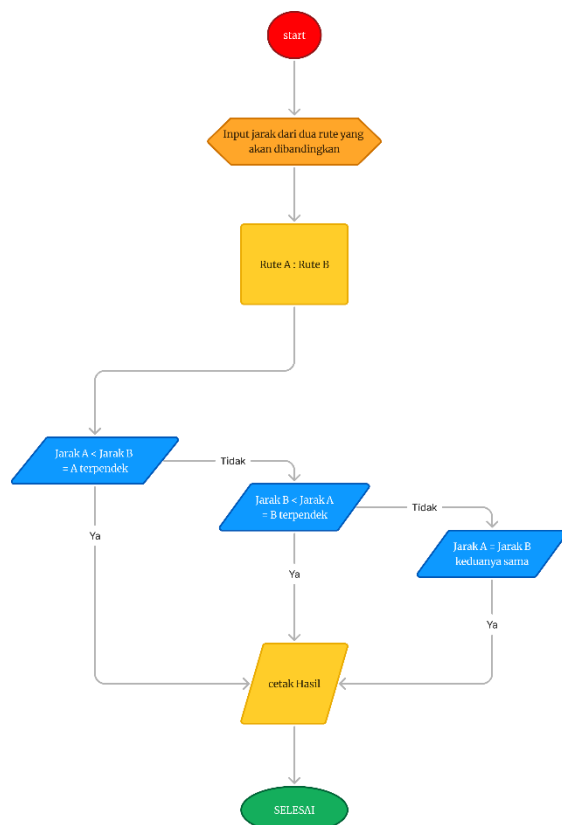 start
Input jarak dari dua rute yang
akan dibandingkan
Rute A : Rute B
Jarak A < Jarak B
= A terpendek
Tidak
Jarak B < Jarak A
= B terpendek
Tidak
Jarak A = Jarak B
keduanya sama
Ya
Ya
Ya
cetak Hasil
SELESAI